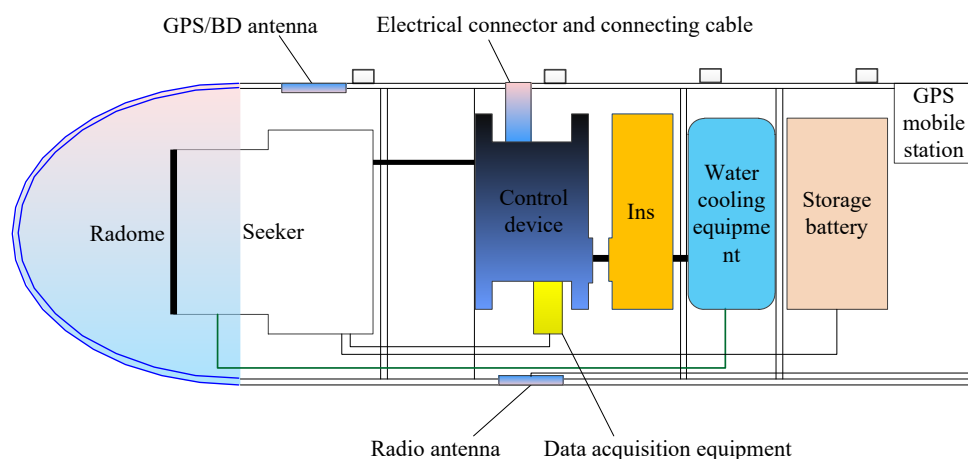 GPS/BD antenna
Electrical connector and connecting cable
GPS
mobile
station
Radome
Seeker
Control
device
Ins
Water
cooling
equipme
nt
Storage
battery
Radio antenna
Data acquisition equipment